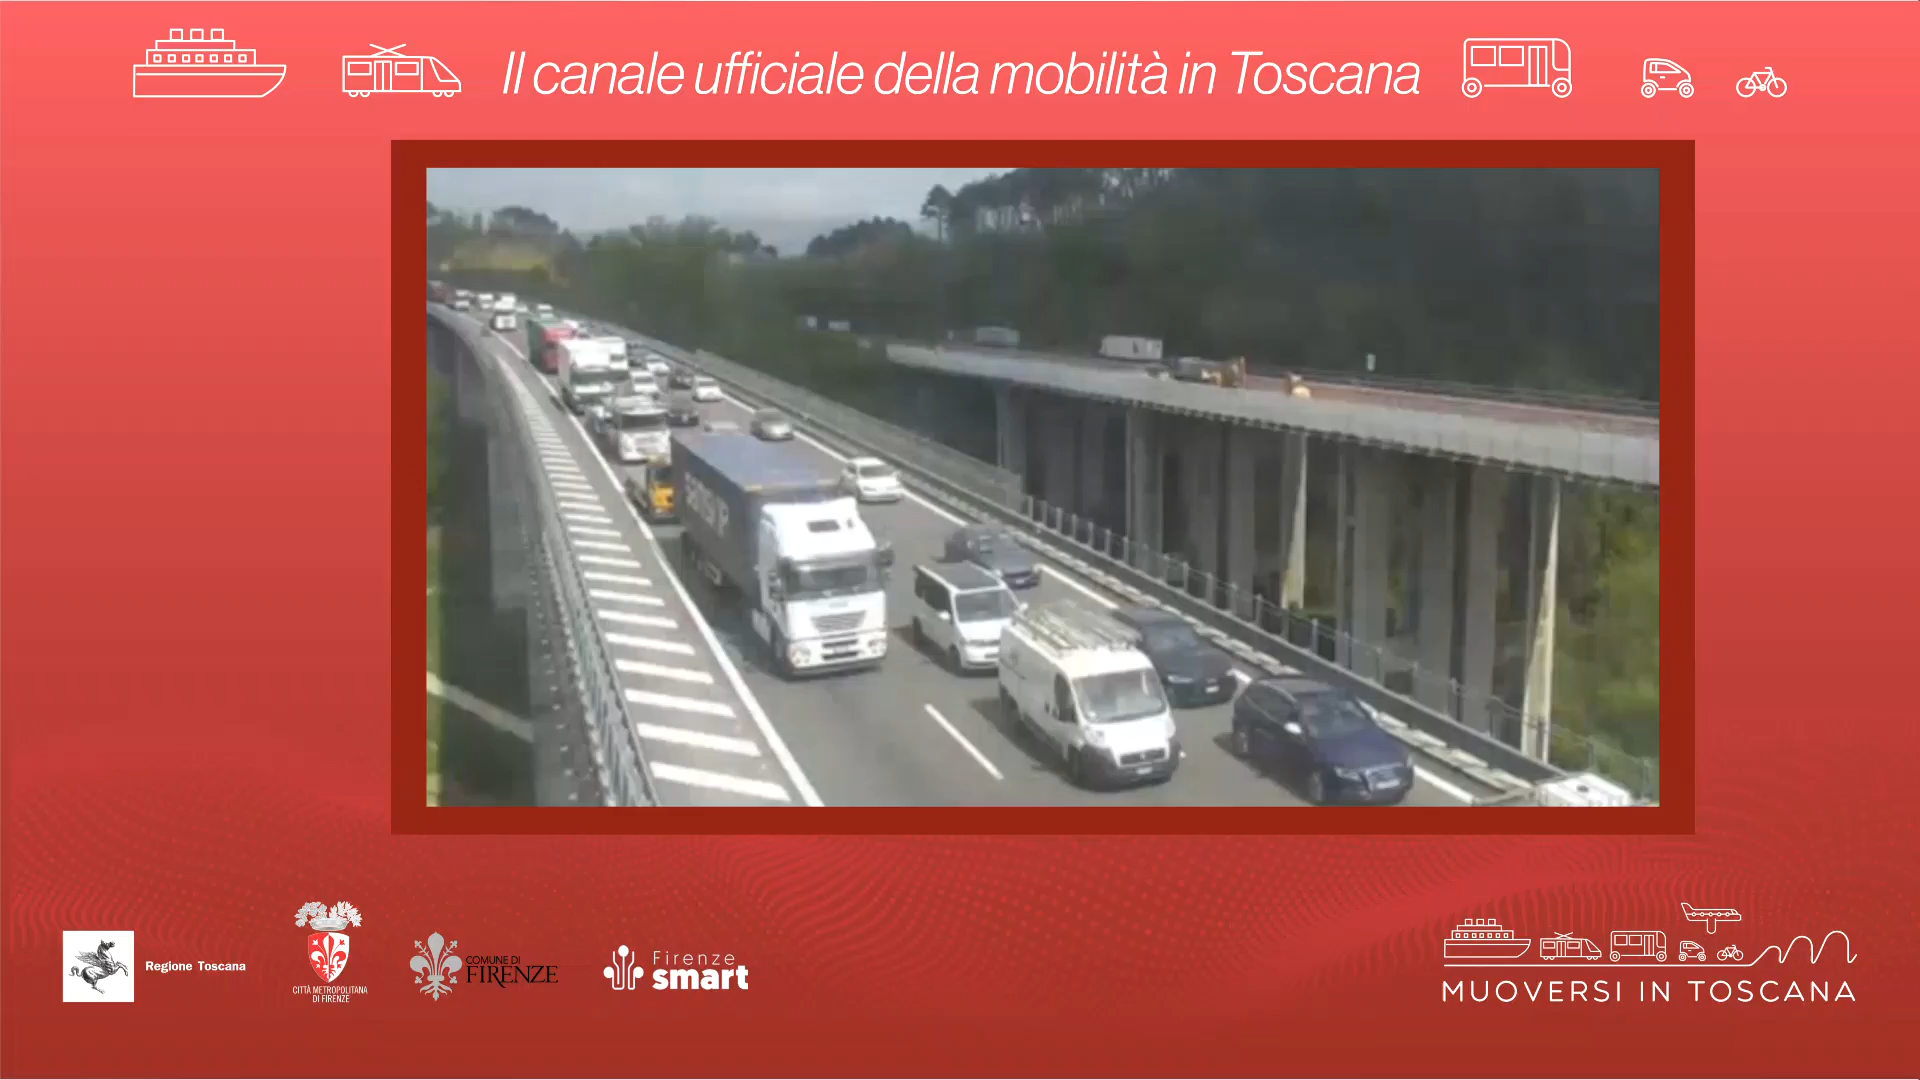 Il canale ufficiale della mobilità in Toscana
Regione Toscana
CITTÀ METROPOLITANA
DI FIRENZE
COMUNE DI
FIRENZE
Firenze
smart
MUOVERSI IN TOSCANA